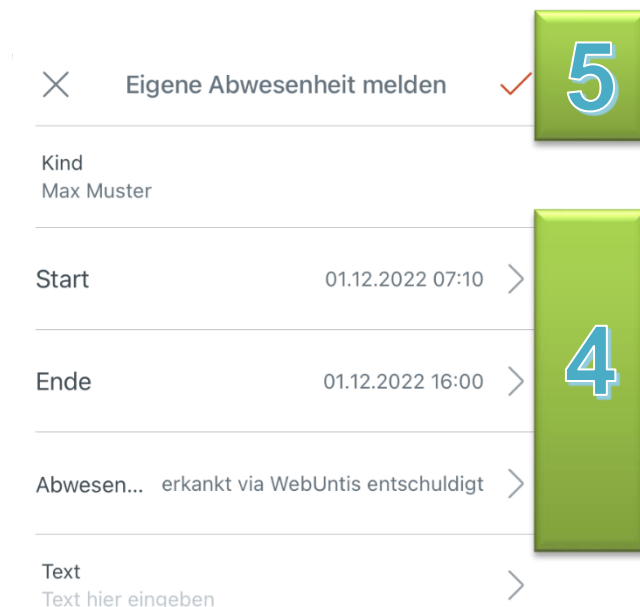 Eigene Abwesenheit melden
5
Kind
Max Muster
Start 01.12.2022 07:10
Ende 01.12.2022 16:00
4
Abwesen... erkankt via WebUntis entschuldigt
Text
Text hier eingeben